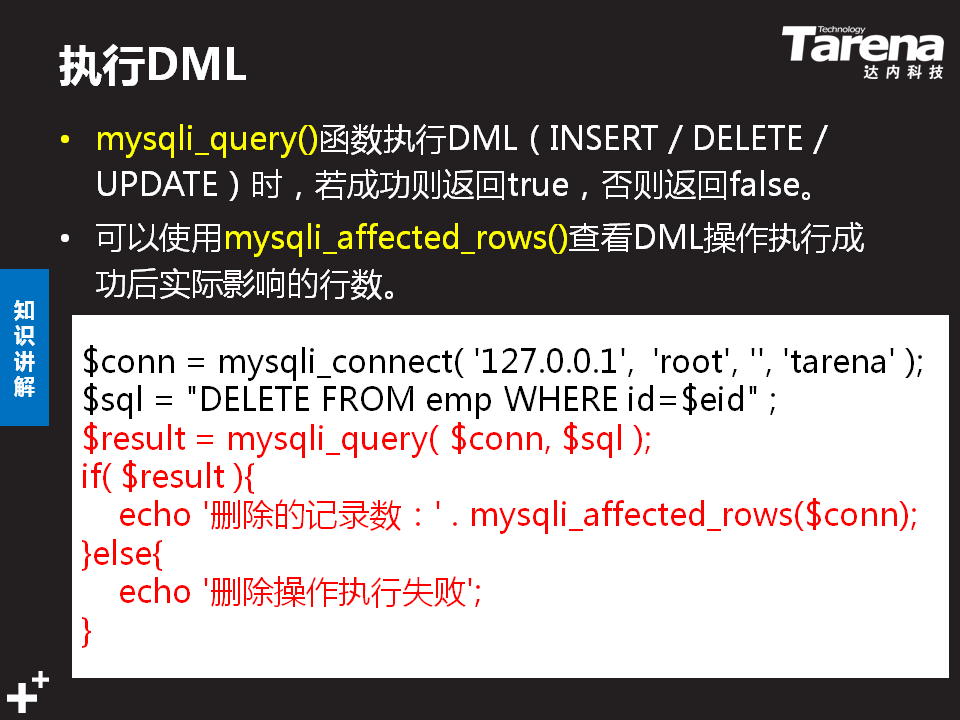 执行DML
Technology
Tarena
达内科技
• mysqli_query()函数执行DML（INSERT / DELETE /
UPDATE）时，若成功则返回true，否则返回false。
• 可以使用mysqli_affected_rows()查看DML操作执行成
功后实际影响的行数。
知识讲解
$conn = mysqli_connect( '127.0.0.1', 'root', '', 'tarena' );
$sql = "DELETE FROM emp WHERE id=$eid" ;
$result = mysqli_query( $conn, $sql );
if( $result ){
    echo '删除的记录数：' . mysqli_affected_rows($conn);
}else{
    echo '删除操作执行失败';
}